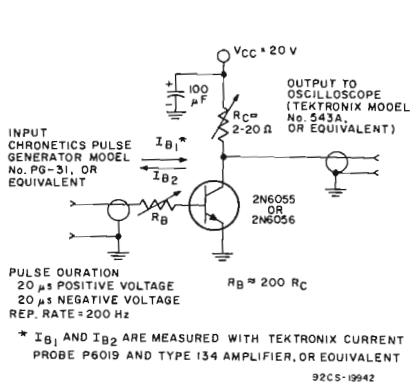 VCC = 20 V
+
100
μF
-
RC≈
2-20 Ω
OUTPUT TO
OSCILLOSCOPE
(TEKTRONIX MODEL
No. 543A,
OR EQUIVALENT)
INPUT
CHRONETICS PULSE
GENERATOR MODEL
No. PG-31, OR
EQUIVALENT
IB1*
IB2
RB
2N6055
OR
2N6056
PULSE DURATION
20 μs POSITIVE VOLTAGE
20 μs NEGATIVE VOLTAGE
REP. RATE = 200 Hz
RB ≈ 200 RC
* IB1 AND IB2 ARE MEASURED WITH TEKTRONIX CURRENT
PROBE P6019 AND TYPE 134 AMPLIFIER, OR EQUIVALENT
92CS-19942